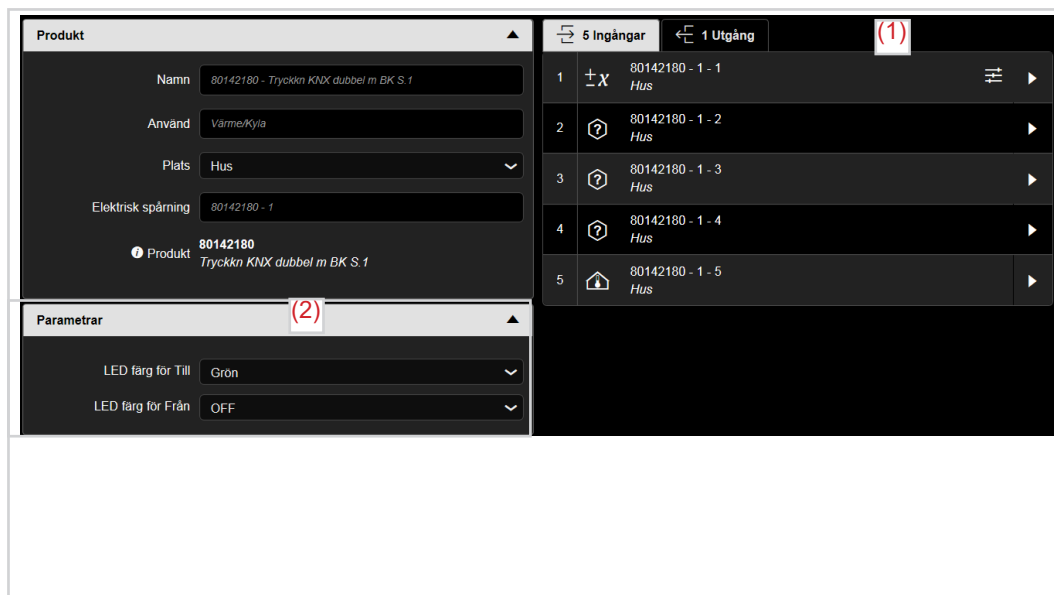 Produkt
Namn
80142180 - Tryckkn KNX dubbel m BK S.1
Använd
Värme/Kyla
Plats
Hus
Elektrisk spårning
80142180 - 1
Produkt
80142180
Tryckkn KNX dubbel m BK S.1
(2)
Parametrar
LED färg för Till
Grön
LED färg för Från
OFF
5 Ingångar
1 Utgång
(1)
1
±x
80142180 - 1 - 1
Hus
2
80142180 - 1 - 2
Hus
3
80142180 - 1 - 3
Hus
4
80142180 - 1 - 4
Hus
5
80142180 - 1 - 5
Hus